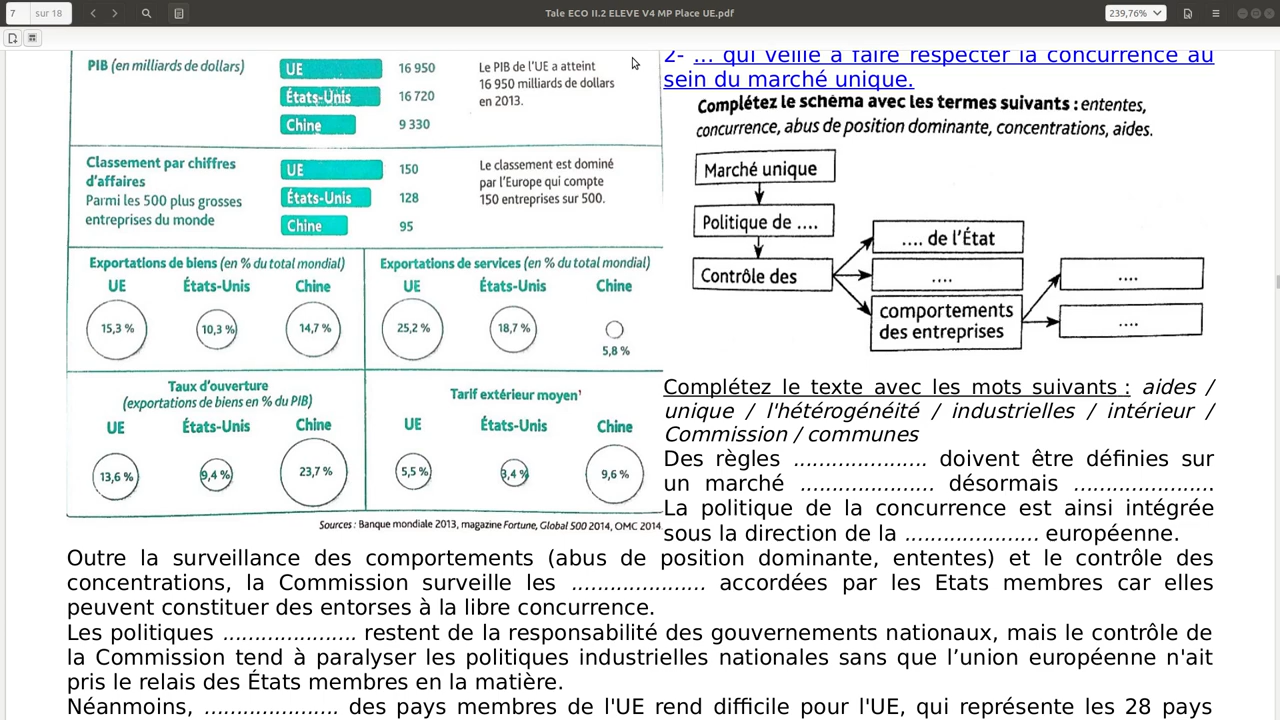 7 sur 18
Tale ECO II.2 ELEVE V4 MP Place UE.pdf
239,76%
PIB (en milliards de dollars)
UE 16 950
États-Unis 16 720
Chine 9 330
Le PIB de l'UE a atteint
16 950 milliards de dollars
en 2013.
Classement par chiffres
d'affaires
Parmi les 500 plus grosses
entreprises du monde
UE 150
États-Unis 128
Chine 95
Le classement est dominé
par l'Europe qui compte
150 entreprises sur 500.
Exportations de biens (en % du total mondial)
UE États-Unis Chine
15,3 % 10,3 % 14,7 %
Exportations de services (en % du total mondial)
UE États-Unis Chine
25,2 % 18,7 %
5,8 %
Taux d'ouverture
(exportations de biens en % du PIB)
UE États-Unis Chine
13,6 % 9,4 % 23,7 %
Tarif extérieur moyen¹
UE États-Unis Chine
5,5 % 3,4 % 9,6 %
Sources : Banque mondiale 2013, magazine Fortune, Global 500 2014, OMC 2014
2- ... qui veille à faire respecter la concurrence au
sein du marché unique.
Complétez le schéma avec les termes suivants : ententes,
concurrence, abus de position dominante, concentrations, aides.
Marché unique
Politique de ....
Contrôle des
.... de l'État
....
comportements
des entreprises
....
....
Complétez le texte avec les mots suivants : aides /
unique / l'hétérogénéité / industrielles / intérieur /
Commission / communes
Des règles ..................... doivent être définies sur
un marché ..................... désormais ......................
La politique de la concurrence est ainsi intégrée
sous la direction de la ..................... européenne.
Outre la surveillance des comportements (abus de position dominante, ententes) et le contrôle des
concentrations, la Commission surveille les ..................... accordées par les Etats membres car elles
peuvent constituer des entorses à la libre concurrence.
Les politiques ..................... restent de la responsabilité des gouvernements nationaux, mais le contrôle de
la Commission tend à paralyser les politiques industrielles nationales sans que l'union européenne n'ait
pris le relais des États membres en la matière.
Néanmoins, ..................... des pays membres de l'UE rend difficile pour l'UE, qui représente les 28 pays